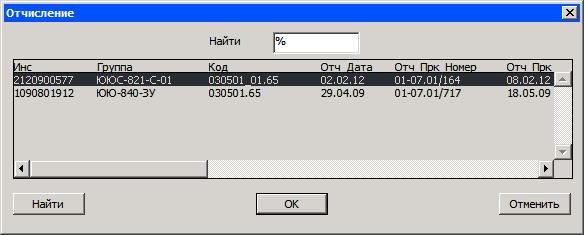 Отчисление
Найти %
Инс Группа Код Отч Дата Отч Прк Номер Отч Прк
2120900577 ЮЮС-821-С-01 030501_01.65 02.02.12 01-07.01/164 08.02.12
1090801912 ЮЮ-840-ЗУ 030501.65 29.04.09 01-07.01/717 18.05.09
Найти OK Отменить